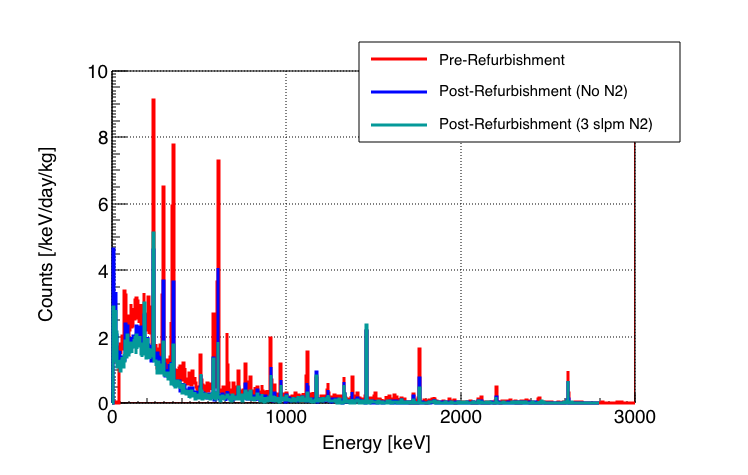 Pre-Refurbishment
Post-Refurbishment (No N2)
Post-Refurbishment (3 slpm N2)
Counts [/keV/day/kg]
10
8
6
4
2
0
0 1000 2000 3000
Energy [keV]